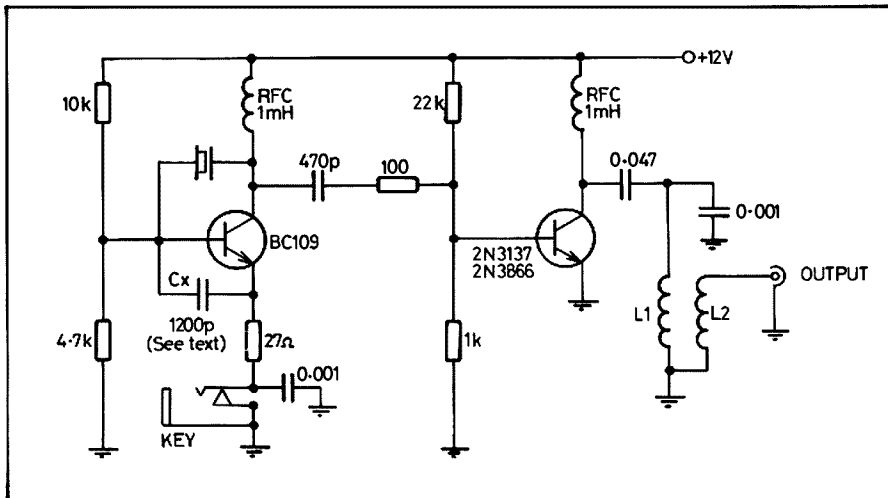 +12V
10k
RFC
1mH
22k
RFC
1mH
470p
100
0·047
0·001
BC109
2N3137
2N3866
OUTPUT
Cx
1200p
(See text)
4·7k
27Ω
1k
L1
L2
0·001
KEY